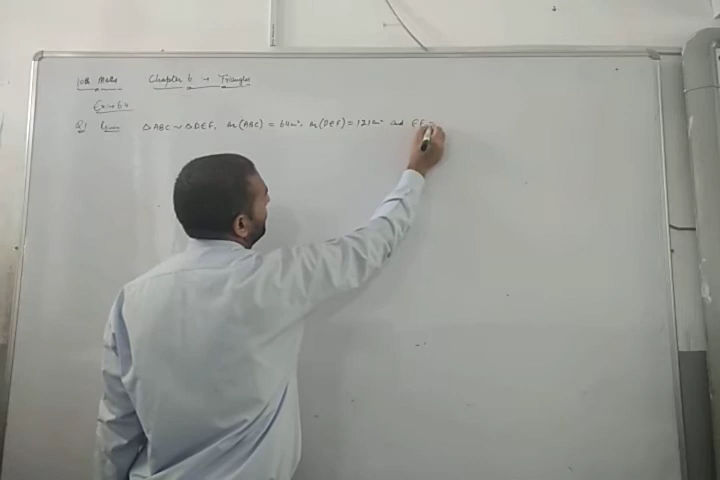 10th Maths Chapter 6 → Triangles
Ex → 6.4
Q1 Given △ABC ~ △DEF, ar(ABC) = 64cm², ar(DEF) = 121cm² and EF =